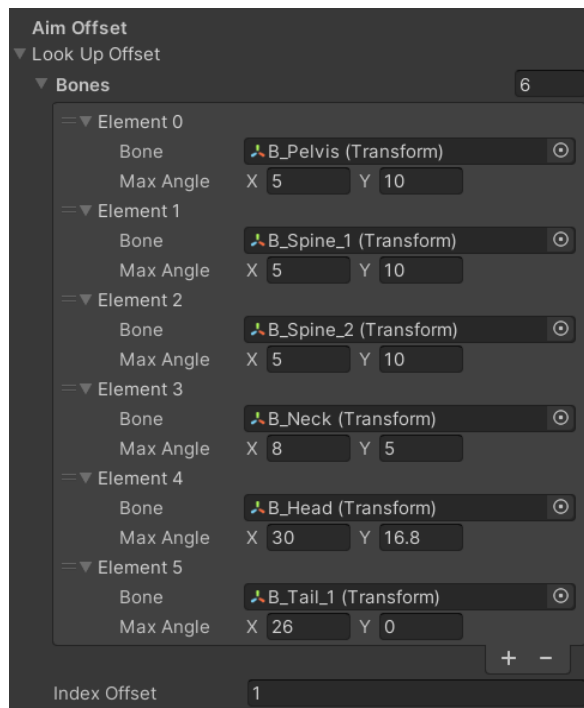 Aim Offset
Look Up Offset
Bones 6
Element 0
Bone B_Pelvis (Transform)
Max Angle X 5 Y 10
Element 1
Bone B_Spine_1 (Transform)
Max Angle X 5 Y 10
Element 2
Bone B_Spine_2 (Transform)
Max Angle X 5 Y 10
Element 3
Bone B_Neck (Transform)
Max Angle X 8 Y 5
Element 4
Bone B_Head (Transform)
Max Angle X 30 Y 16.8
Element 5
Bone B_Tail_1 (Transform)
Max Angle X 26 Y 0
+ −
Index Offset 1